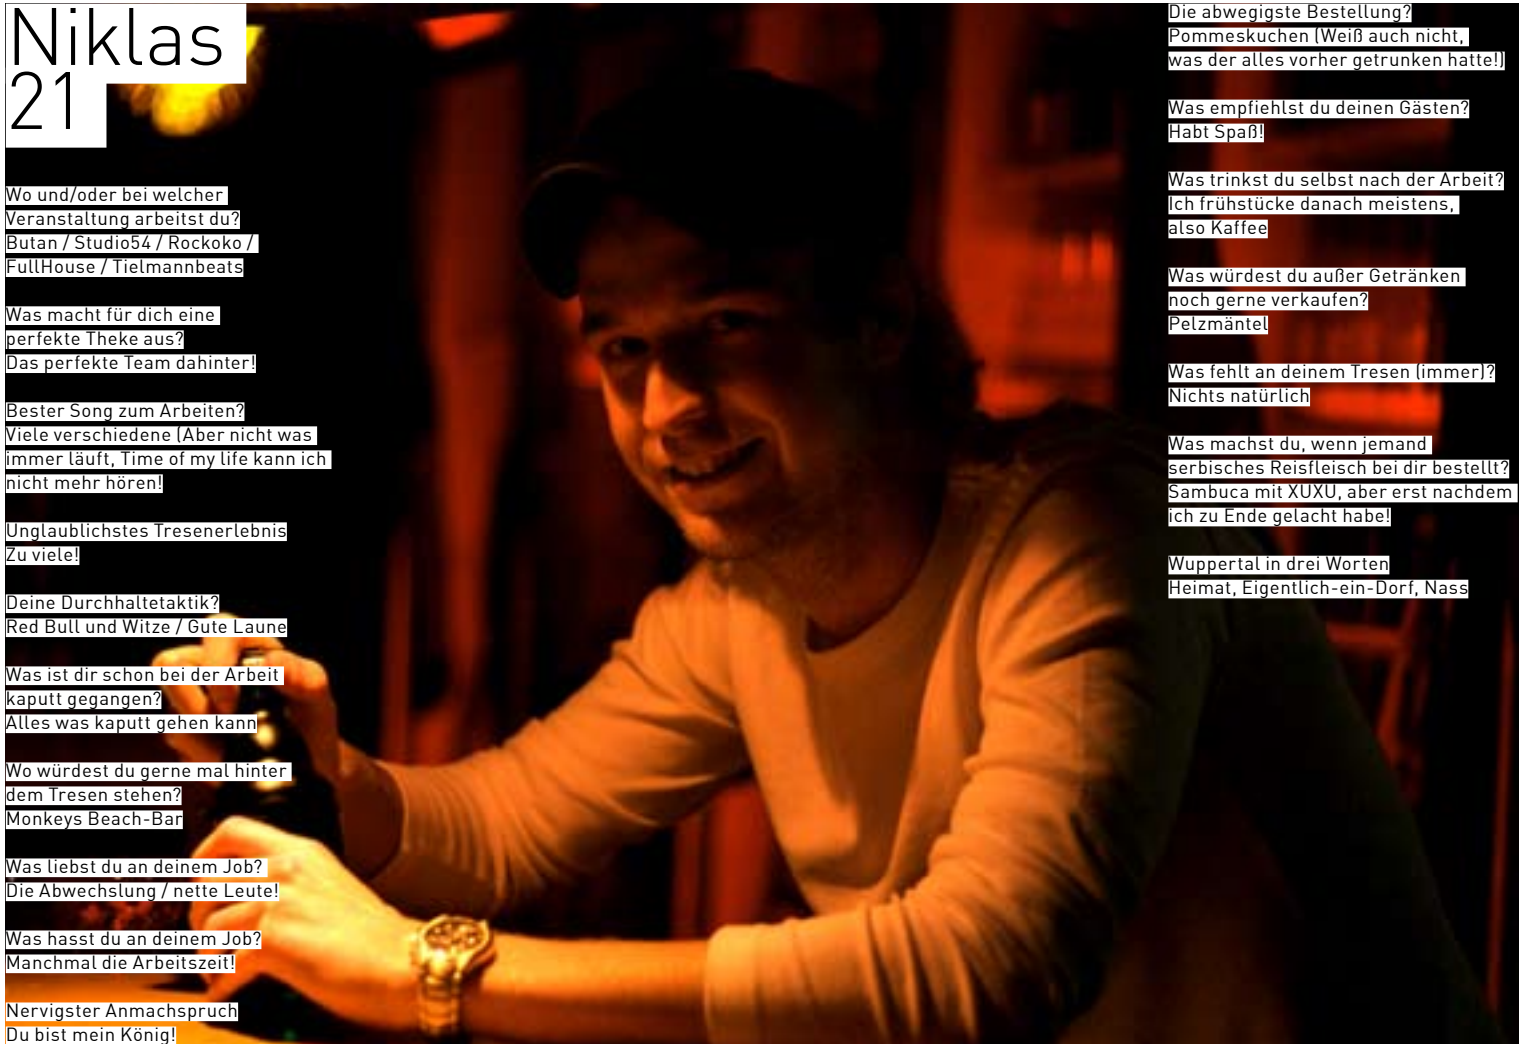 Niklas
21
Wo und/oder bei welcher
Veranstaltung arbeitst du?
Butan / Studio54 / Rockoko /
FullHouse / Tielmannbeats
Was macht für dich eine
perfekte Theke aus?
Das perfekte Team dahinter!
Bester Song zum Arbeiten?
Viele verschiedene (Aber nicht was
immer läuft, Time of my life kann ich
nicht mehr hören!
Unglaublichstes Tresenerlebnis
Zu viele!
Deine Durchhaltetaktik?
Red Bull und Witze / Gute Laune
Was ist dir schon bei der Arbeit
kaputt gegangen?
Alles was kaputt gehen kann
Wo würdest du gerne mal hinter
dem Tresen stehen?
Monkeys Beach-Bar
Was liebst du an deinem Job?
Die Abwechslung / nette Leute!
Was hasst du an deinem Job?
Manchmal die Arbeitszeit!
Nervigster Anmachspruch
Du bist mein König!
Die abwegigste Bestellung?
Pommeskuchen (Weiß auch nicht,
was der alles vorher getrunken hatte!)
Was empfiehlst du deinen Gästen?
Habt Spaß!
Was trinkst du selbst nach der Arbeit?
Ich frühstücke danach meistens,
also Kaffee
Was würdest du außer Getränken
noch gerne verkaufen?
Pelzmäntel
Was fehlt an deinem Tresen (immer)?
Nichts natürlich
Was machst du, wenn jemand
serbisches Reisfleisch bei dir bestellt?
Sambuca mit XUXU, aber erst nachdem
ich zu Ende gelacht habe!
Wuppertal in drei Worten
Heimat, Eigentlich-ein-Dorf, Nass